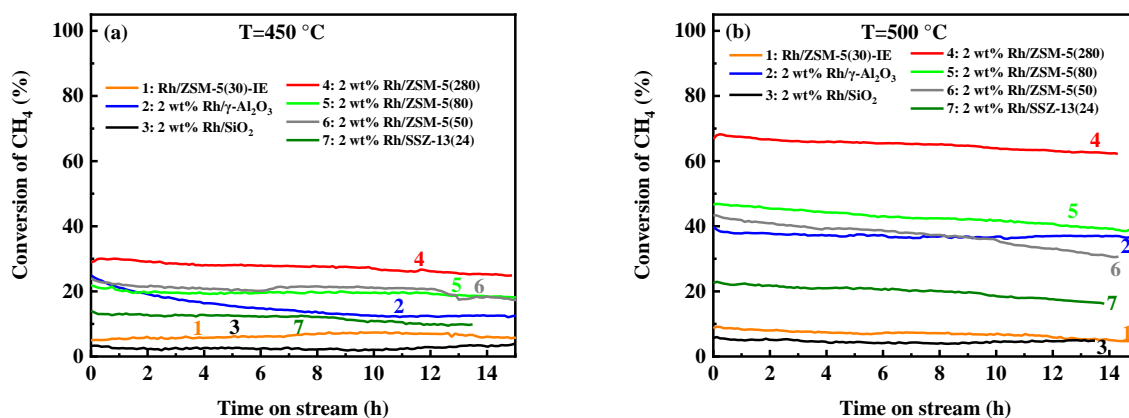 (a) T=450 °C
1: Rh/ZSM-5(30)-IE
2: 2 wt% Rh/γ-Al₂O₃
3: 2 wt% Rh/SiO₂
4: 2 wt% Rh/ZSM-5(280)
5: 2 wt% Rh/ZSM-5(80)
6: 2 wt% Rh/ZSM-5(50)
7: 2 wt% Rh/SSZ-13(24)
Conversion of CH₄ (%)
100
80
60
40
20
0
4
5
6
2
1
3
7
0 2 4 6 8 10 12 14
Time on stream (h)
(b) T=500 °C
1: Rh/ZSM-5(30)-IE
2: 2 wt% Rh/γ-Al₂O₃
3: 2 wt% Rh/SiO₂
4: 2 wt% Rh/ZSM-5(280)
5: 2 wt% Rh/ZSM-5(80)
6: 2 wt% Rh/ZSM-5(50)
7: 2 wt% Rh/SSZ-13(24)
Conversion of CH₄ (%)
100
80
60
40
20
0
4
5
2
6
7
1
3
0 2 4 6 8 10 12 14
Time on stream (h)